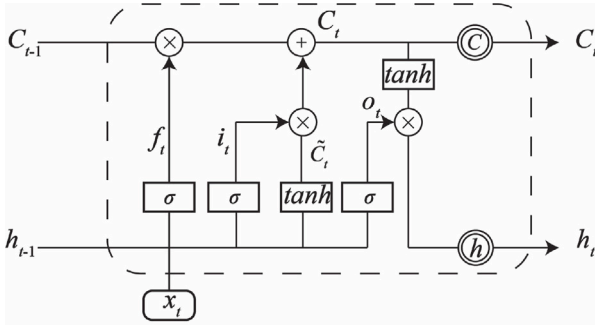 C_t
C_{t-1} × + C C_t
tanh
o_t
f_t i_t × C̃_t ×
σ σ tanh σ
h_{t-1} h h_t
x_t